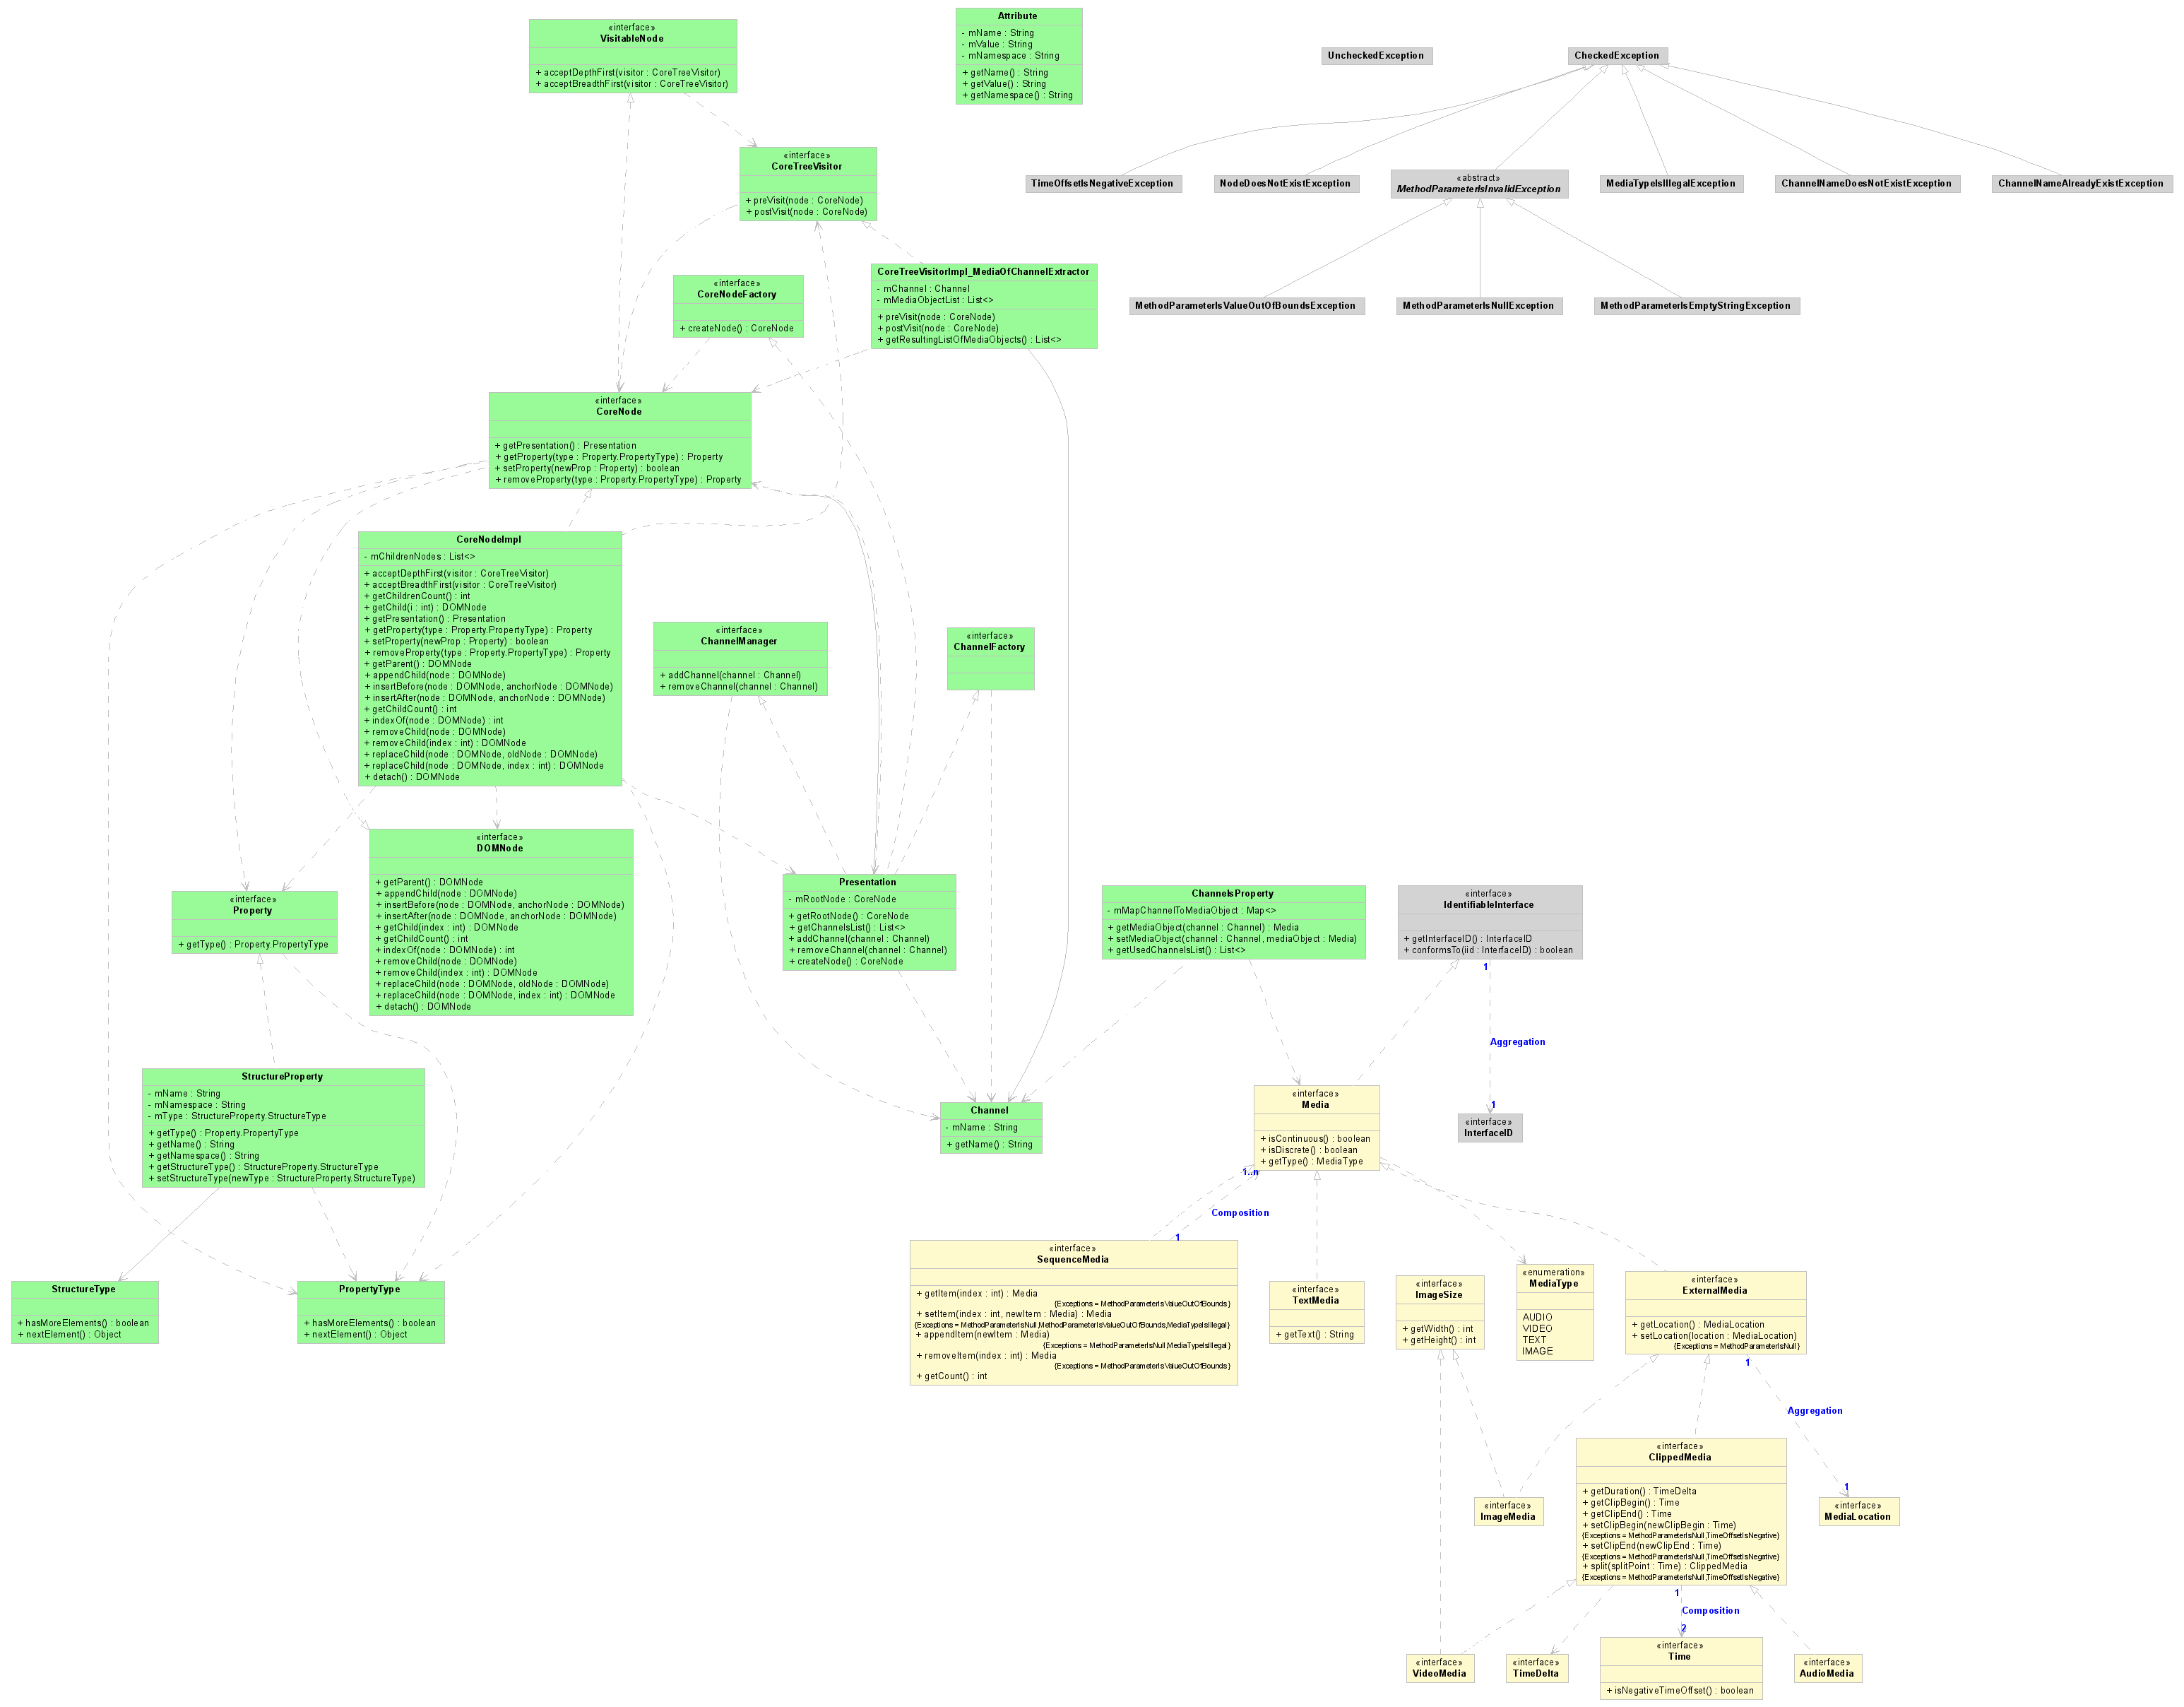 «interface»
VisitableNode
+ acceptDepthFirst(visitor : CoreTreeVisitor)
+ acceptBreadthFirst(visitor : CoreTreeVisitor)
Attribute
- mName : String
- mValue : String
- mNamespace : String
+ getName() : String
+ getValue() : String
+ getNamespace() : String
UncheckedException
CheckedException
«interface»
CoreTreeVisitor
+ preVisit(node : CoreNode)
+ postVisit(node : CoreNode)
TimeOffsetIsNegativeException
NodeDoesNotExistException
«abstract»
MethodParameterIsInvalidException
MediaTypeIsIllegalException
ChannelNameDoesNotExistException
ChannelNameAlreadyExistException
«interface»
CoreNodeFactory
+ createNode() : CoreNode
CoreTreeVisitorImpl_MediaOfChannelExtractor
- mChannel : Channel
- mMediaObjectList : List<>
+ preVisit(node : CoreNode)
+ postVisit(node : CoreNode)
+ getResultingListOfMediaObjects() : List<>
MethodParameterIsValueOutOfBoundsException
MethodParameterIsNullException
MethodParameterIsEmptyStringException
«interface»
CoreNode
+ getPresentation() : Presentation
+ getProperty(type : Property.PropertyType) : Property
+ setProperty(newProp : Property) : boolean
+ removeProperty(type : Property.PropertyType) : Property
CoreNodeImpl
- mChildrenNodes : List<>
+ acceptDepthFirst(visitor : CoreTreeVisitor)
+ acceptBreadthFirst(visitor : CoreTreeVisitor)
+ getChildrenCount() : int
+ getChild(i : int) : DOMNode
+ getPresentation() : Presentation
+ getProperty(type : Property.PropertyType) : Property
+ setProperty(newProp : Property) : boolean
+ removeProperty(type : Property.PropertyType) : Property
+ getParent() : DOMNode
+ appendChild(node : DOMNode)
+ insertBefore(node : DOMNode, anchorNode : DOMNode)
+ insertAfter(node : DOMNode, anchorNode : DOMNode)
+ getChildCount() : int
+ indexOf(node : DOMNode) : int
+ removeChild(node : DOMNode)
+ removeChild(index : int) : DOMNode
+ replaceChild(node : DOMNode, oldNode : DOMNode)
+ replaceChild(node : DOMNode, index : int) : DOMNode
+ detach() : DOMNode
«interface»
ChannelManager
+ addChannel(channel : Channel)
+ removeChannel(channel : Channel)
«interface»
ChannelFactory
«interface»
DOMNode
+ getParent() : DOMNode
+ appendChild(node : DOMNode)
+ insertBefore(node : DOMNode, anchorNode : DOMNode)
+ insertAfter(node : DOMNode, anchorNode : DOMNode)
+ getChild(index : int) : DOMNode
+ getChildCount() : int
+ indexOf(node : DOMNode) : int
+ removeChild(node : DOMNode)
+ removeChild(index : int) : DOMNode
+ replaceChild(node : DOMNode, oldNode : DOMNode)
+ replaceChild(node : DOMNode, index : int) : DOMNode
+ detach() : DOMNode
«interface»
Property
+ getType() : Property.PropertyType
Presentation
- mRootNode : CoreNode
+ getRootNode() : CoreNode
+ getChannelsList() : List<>
+ addChannel(channel : Channel)
+ removeChannel(channel : Channel)
+ createNode() : CoreNode
ChannelsProperty
- mMapChannelToMediaObject : Map<>
+ getMediaObject(channel : Channel) : Media
+ setMediaObject(channel : Channel, mediaObject : Media)
+ getUsedChannelsList() : List<>
«interface»
IdentifiableInterface
+ getInterfaceID() : InterfaceID
+ conformsTo(iid : InterfaceID) : boolean
1
Aggregation
1
StructureProperty
- mName : String
- mNamespace : String
- mType : StructureProperty.StructureType
+ getType() : Property.PropertyType
+ getName() : String
+ getNamespace() : String
+ getStructureType() : StructureProperty.StructureType
+ setStructureType(newType : StructureProperty.StructureType)
Channel
- mName : String
+ getName() : String
«interface»
Media
+ isContinuous() : boolean
+ isDiscrete() : boolean
+ getType() : MediaType
«interface»
InterfaceID
1..n
Composition
1
StructureType
+ hasMoreElements() : boolean
+ nextElement() : Object
PropertyType
+ hasMoreElements() : boolean
+ nextElement() : Object
«interface»
SequenceMedia
+ getItem(index : int) : Media
{Exceptions = MethodParameterIsValueOutOfBounds}
+ setItem(index : int, newItem : Media) : Media
{Exceptions = MethodParameterIsNull,MethodParameterIsValueOutOfBounds,MediaTypeIsIllegal}
+ appendItem(newItem : Media)
{Exceptions = MethodParameterIsNull,MediaTypeIsIllegal}
+ removeItem(index : int) : Media
{Exceptions = MethodParameterIsValueOutOfBounds}
+ getCount() : int
«interface»
TextMedia
+ getText() : String
«interface»
ImageSize
+ getWidth() : int
+ getHeight() : int
«enumeration»
MediaType
AUDIO
VIDEO
TEXT
IMAGE
«interface»
ExternalMedia
+ getLocation() : MediaLocation
+ setLocation(location : MediaLocation)
{Exceptions = MethodParameterIsNull}
1
Aggregation
1
«interface»
ClippedMedia
+ getDuration() : TimeDelta
+ getClipBegin() : Time
+ getClipEnd() : Time
+ setClipBegin(newClipBegin : Time)
{Exceptions = MethodParameterIsNull,TimeOffsetIsNegative}
+ setClipEnd(newClipEnd : Time)
{Exceptions = MethodParameterIsNull,TimeOffsetIsNegative}
+ split(splitPoint : Time) : ClippedMedia
{Exceptions = MethodParameterIsNull,TimeOffsetIsNegative}
«interface»
ImageMedia
«interface»
MediaLocation
1
Composition
2
«interface»
VideoMedia
«interface»
TimeDelta
«interface»
Time
+ isNegativeTimeOffset() : boolean
«interface»
AudioMedia